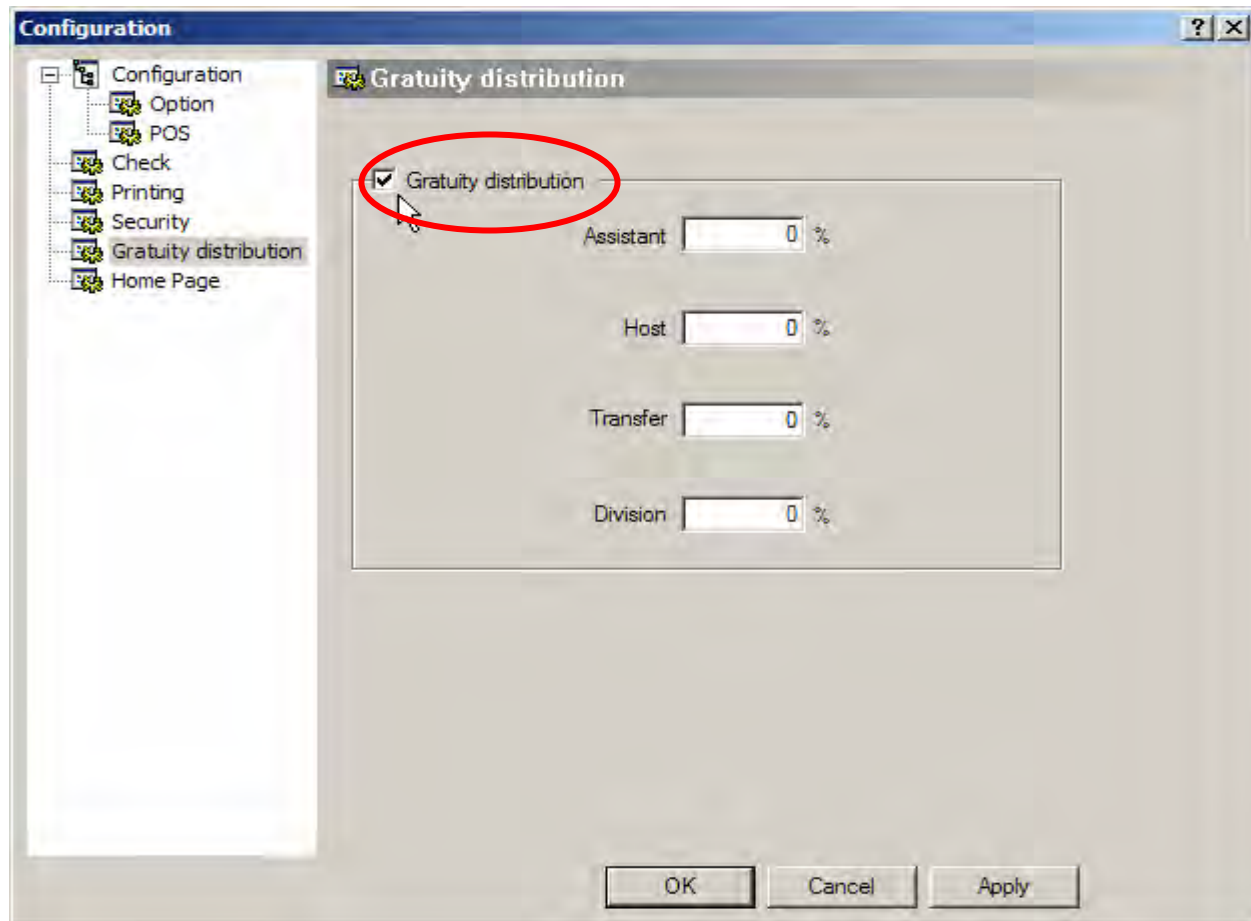 Configuration
Configuration
Option
POS
Check
Printing
Security
Gratuity distribution
Home Page
Gratuity distribution
Gratuity distribution
Assistant 0 %
Host 0 %
Transfer 0 %
Division 0 %
OK Cancel Apply